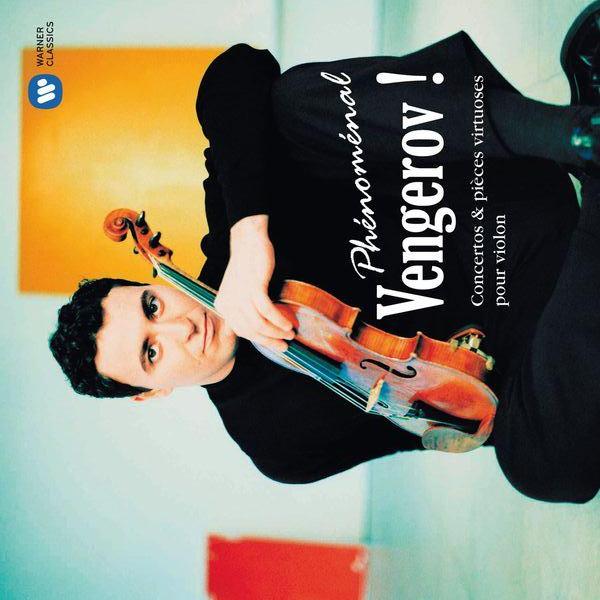 WARNER
CLASSICS
Phénoménal
Vengerov !
Concertos & pièces virtuoses
pour violon